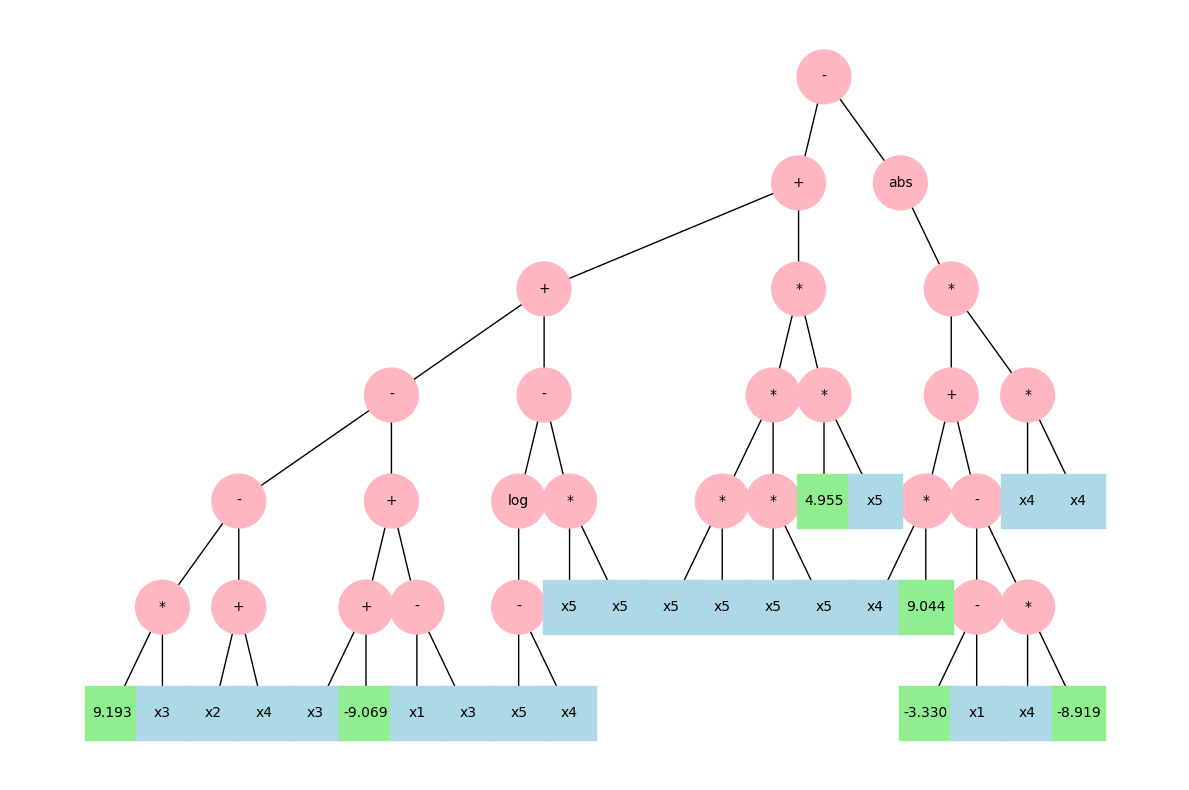 -
+ abs
+ * *
- - * * + *
- + log * * * 4.955 x5 * - x4 x4
* + + - - x5 x5 x5 x5 x5 x5 x4 9.044 - *
9.193 x3 x2 x4 x3 -9.069 x1 x3 x5 x4 -3.330 x1 x4 -8.919